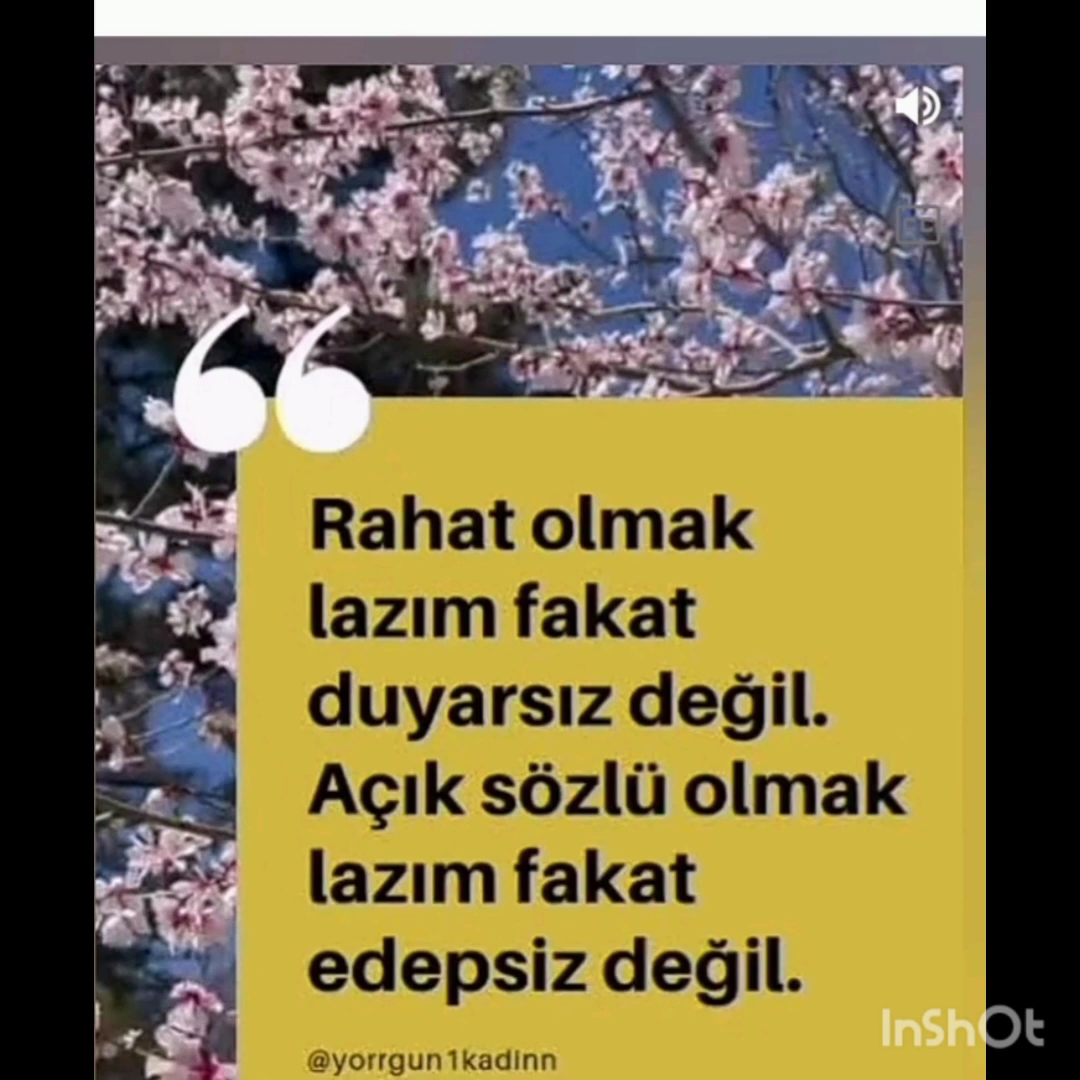 Rahat olmak
lazım fakat
duyarsız değil.
Açık sözlü olmak
lazım fakat
edepsiz değil.
@yorrgun1kadınn
InShOt